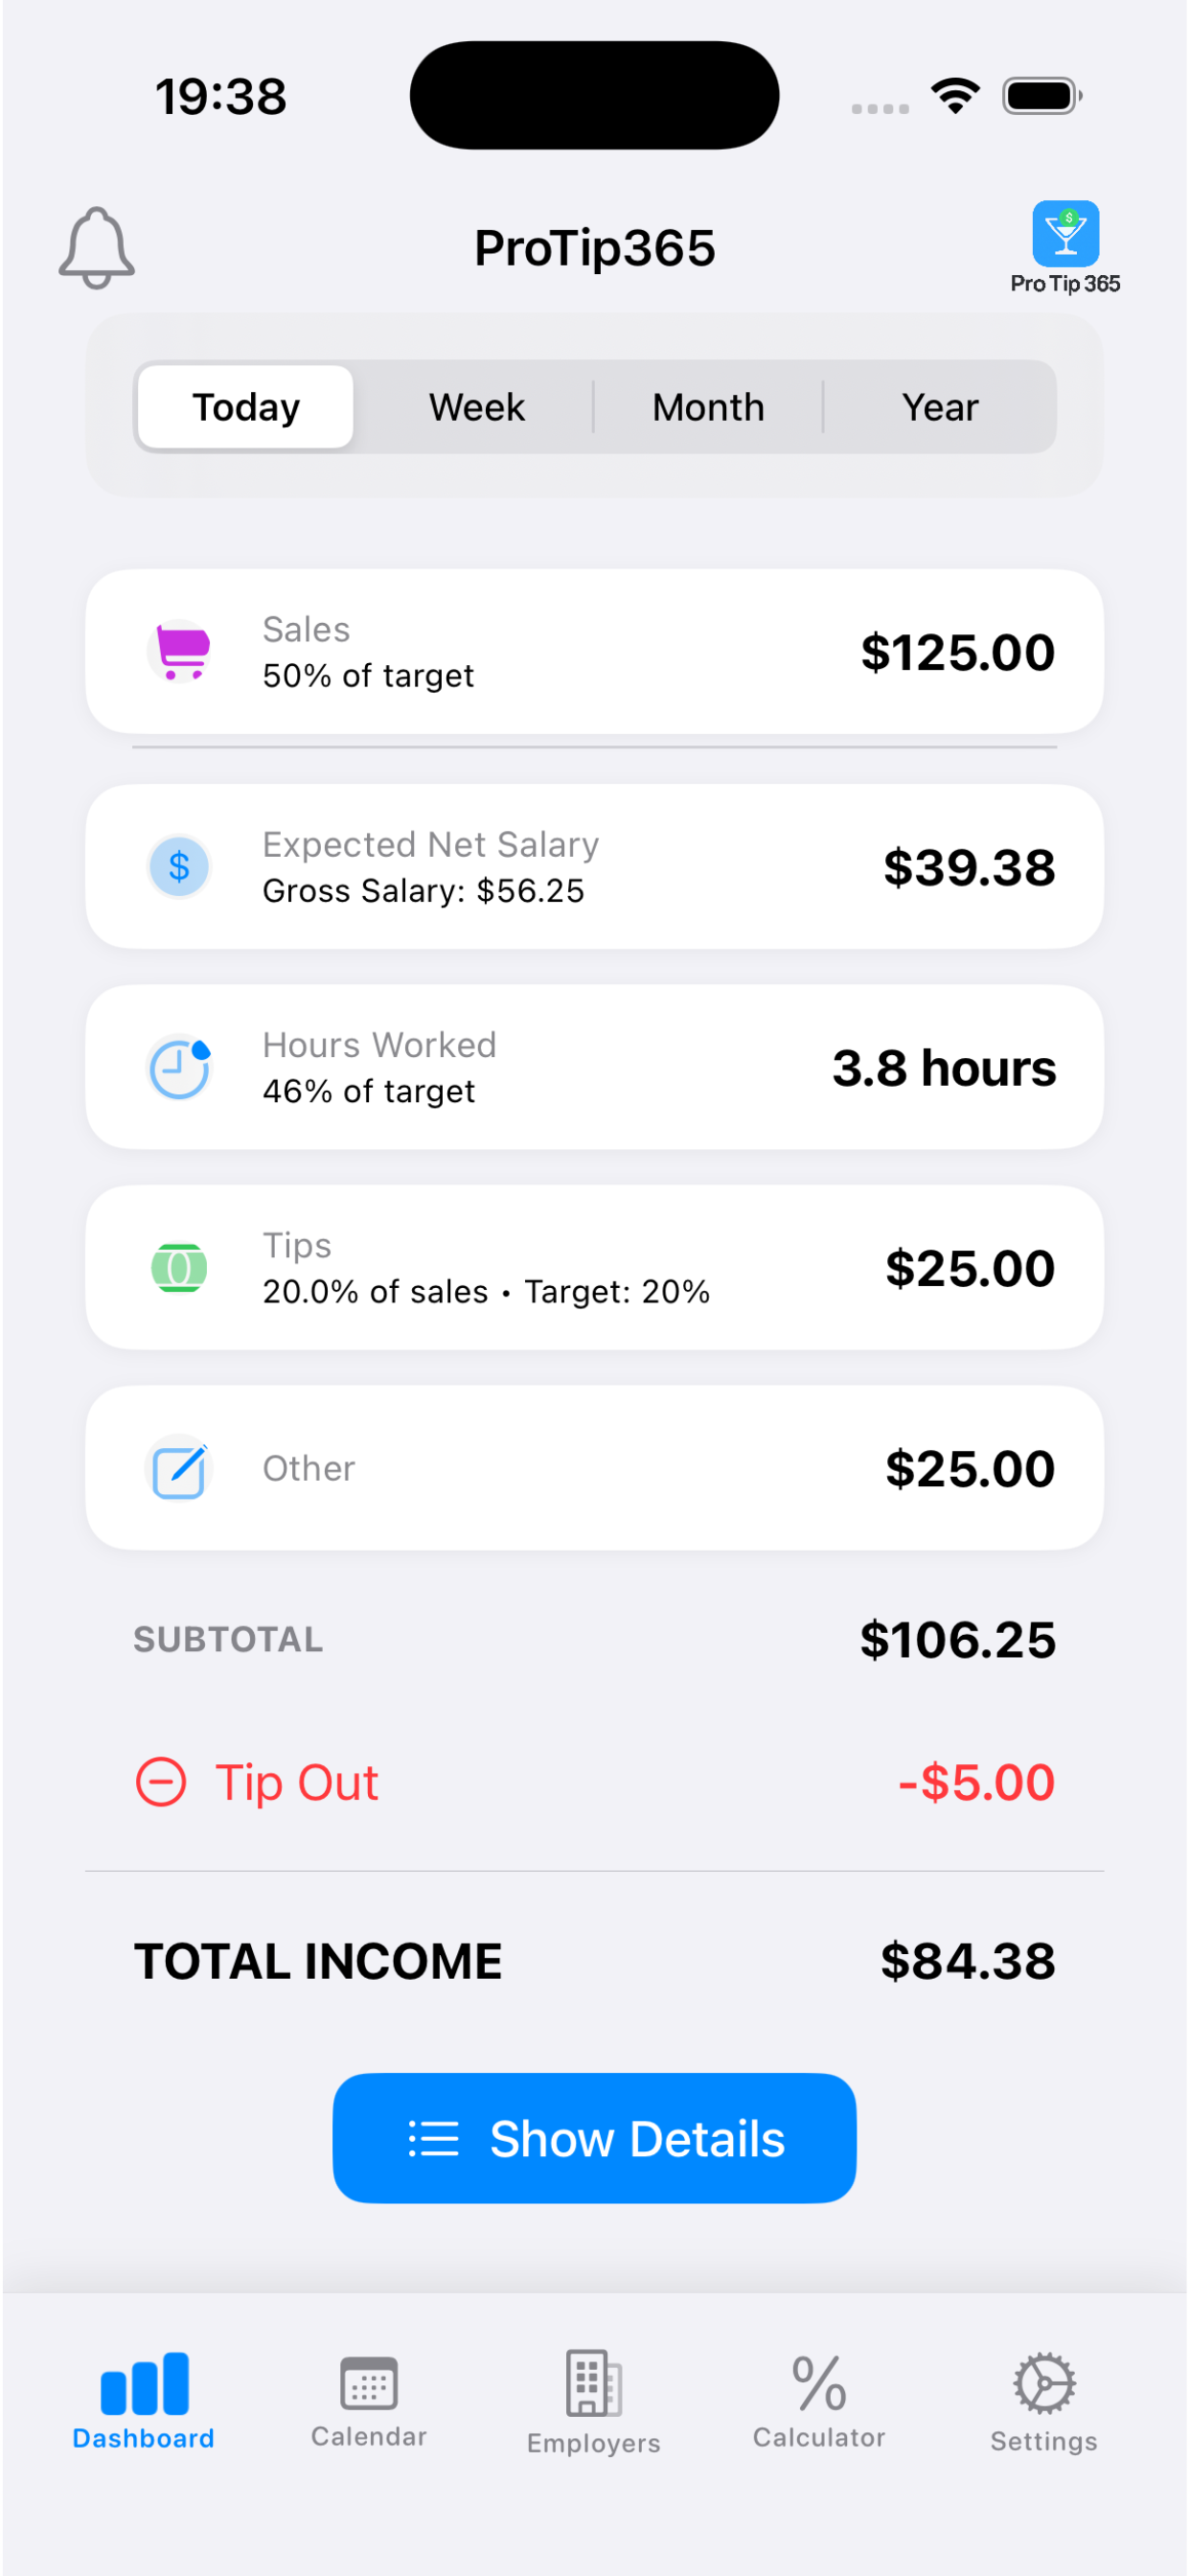 19:38
ProTip365
$
Pro Tip 365
Today Week Month Year
Sales
50% of target
$125.00
$
Expected Net Salary
Gross Salary: $56.25
$39.38
Hours Worked
46% of target
3.8 hours
Tips
20.0% of sales • Target: 20%
$25.00
Other
$25.00
SUBTOTAL $106.25
Tip Out -$5.00
TOTAL INCOME $84.38
Show Details
Dashboard Calendar Employers Calculator Settings